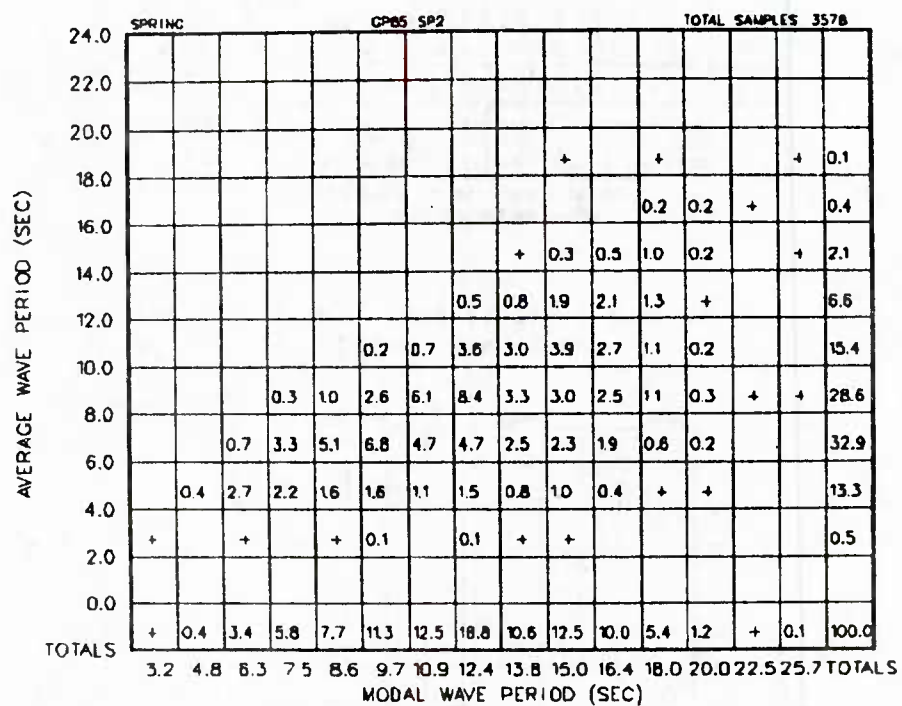 SPRING GP85 SP2 TOTAL SAMPLES 3578
24.0
22.0
20.0
+ + + 0.1
18.0
0.2 0.2 + 0.4
16.0
+ 0.3 0.5 1.0 0.2 + 2.1
14.0
0.5 0.8 1.9 2.1 1.3 + 6.6
12.0
0.2 0.7 3.6 3.0 3.9 2.7 1.1 0.2 15.4
10.0
0.3 1.0 2.6 6.1 8.4 3.3 3.0 2.5 1.1 0.3 + + 28.6
8.0
0.7 3.3 5.1 6.8 4.7 4.7 2.5 2.3 1.9 0.6 0.2 32.9
6.0
0.4 2.7 2.2 1.6 1.6 1.1 1.5 0.8 1.0 0.4 + + 13.3
4.0
+ + + 0.1 0.1 + + 0.5
2.0
0.0
+ 0.4 3.4 5.8 7.7 11.3 12.5 18.8 10.6 12.5 10.0 5.4 1.2 + 0.1 100.0
TOTALS
3.2 4.8 6.3 7 5 8.6 9.7 10.9 12.4 13.8 15.0 16.4 18.0 20.0 22.5 25.7 TOTALS
MODAL WAVE PERIOD (SEC)
AVERAGE WAVE PERIOD (SEC)